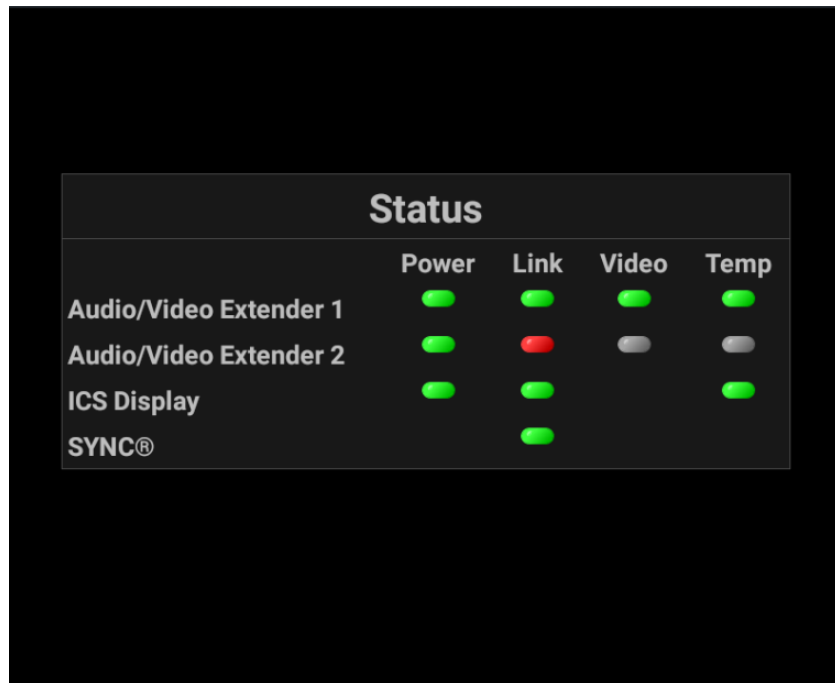 Status
Power Link Video Temp
Audio/Video Extender 1
Audio/Video Extender 2
ICS Display
SYNC®